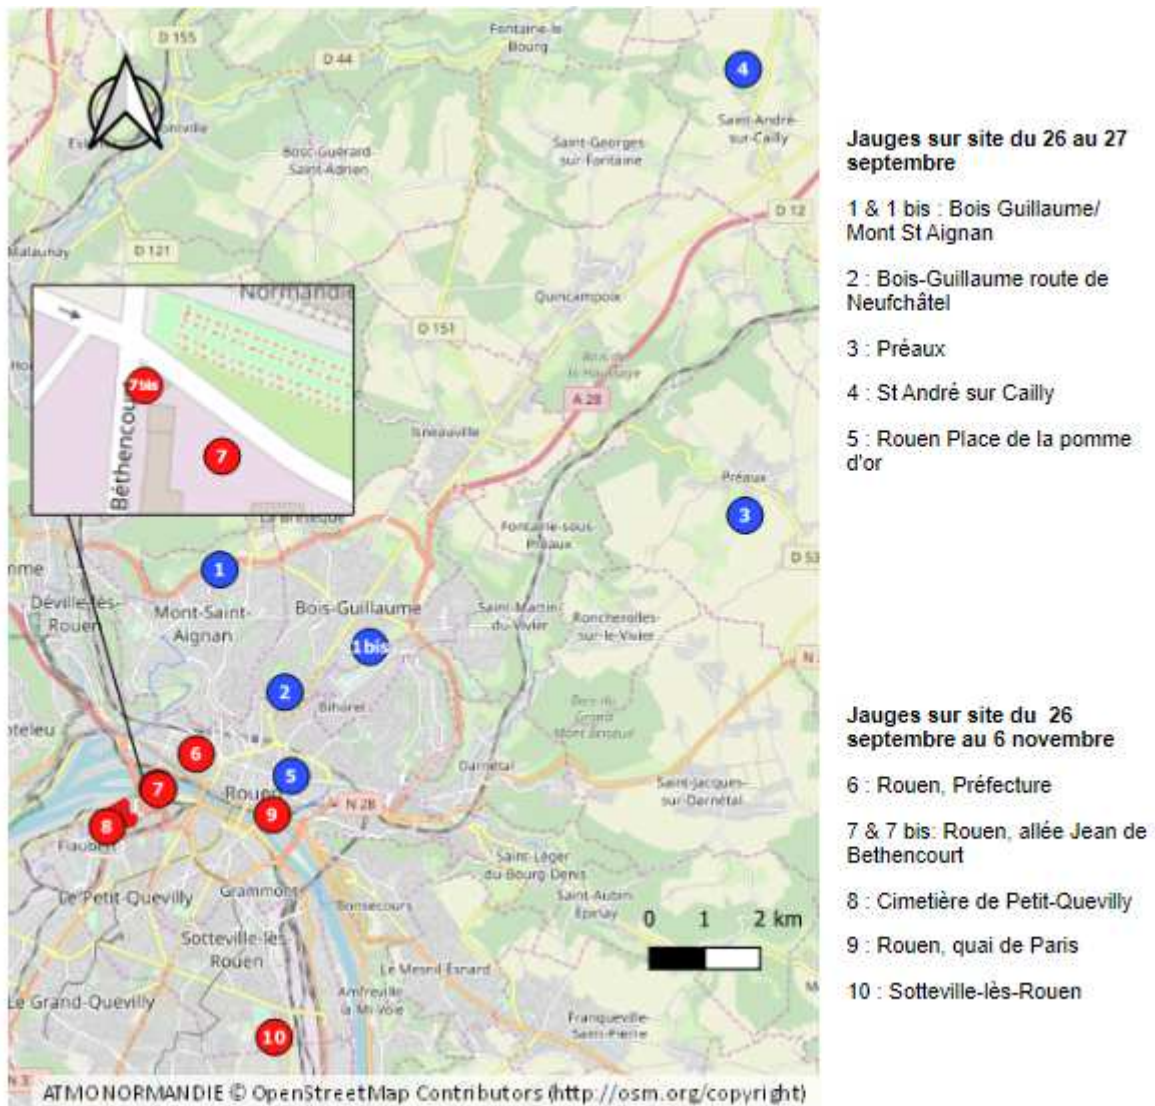 D 155
Fontaine-le-
Bourg
D 44
4
Saint-André-
sur-Cailly
Saint-Georges-
sur-Fontaine
Bosc-Guérard-
Saint-Adrien
D 12
Malaunay
D 121
Normandie
Quincampoix
D 151
A 28
7 bis
Isneauville
7
Béthencour
Préaux
3
Fontaine-sous-
Préaux
D 53
1
Déville-lès-
Rouen
Mont-Saint-
Aignan
Bois-Guillaume
Saint-Martin-
du-Vivier
Roncherolles-
sur-le-Vivier
1 bis
2
Bihorel
Bois du
Grand
6
Darnétal
5
7
Rouen
9
N 28
Saint-Jacques-
sur-Darnétal
8
Flaubert
Le Petit-Quevilly
Grammont
Saint-Léger
du-Bourg-Denis
Saint-Aubin-
Epinay
Bonsecours
0 1 2 km
Sotteville-lès-
Rouen
Le Mesnil-Esnard
Le Grand-Quevilly
Amfreville
la Mi-Voie
Franqueville-
Saint-Pierre
10
ATMONORMANDIE © OpenStreetMap Contributors (http://osm.org/copyright)
Jauges sur site du 26 au 27
septembre
1 & 1 bis : Bois Guillaume/
Mont St Aignan
2 : Bois-Guillaume route de
Neufchâtel
3 : Préaux
4 : St André sur Cailly
5 : Rouen Place de la pomme
d'or
Jauges sur site du 26
septembre au 6 novembre
6 : Rouen, Préfecture
7 & 7 bis: Rouen, allée Jean de
Bethencourt
8 : Cimetière de Petit-Quevilly
9 : Rouen, quai de Paris
10 : Sotteville-lès-Rouen